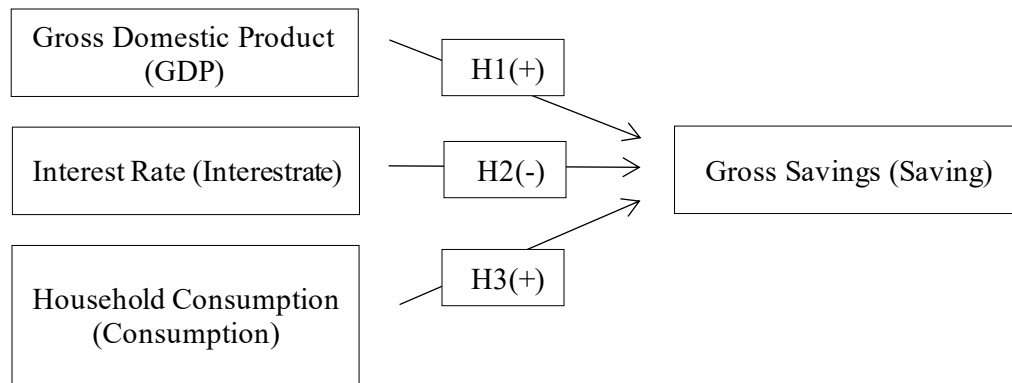 Gross Domestic Product
(GDP)
H1(+)
Interest Rate (Interestrate)
H2(-)
Gross Savings (Saving)
H3(+)
Household Consumption
(Consumption)